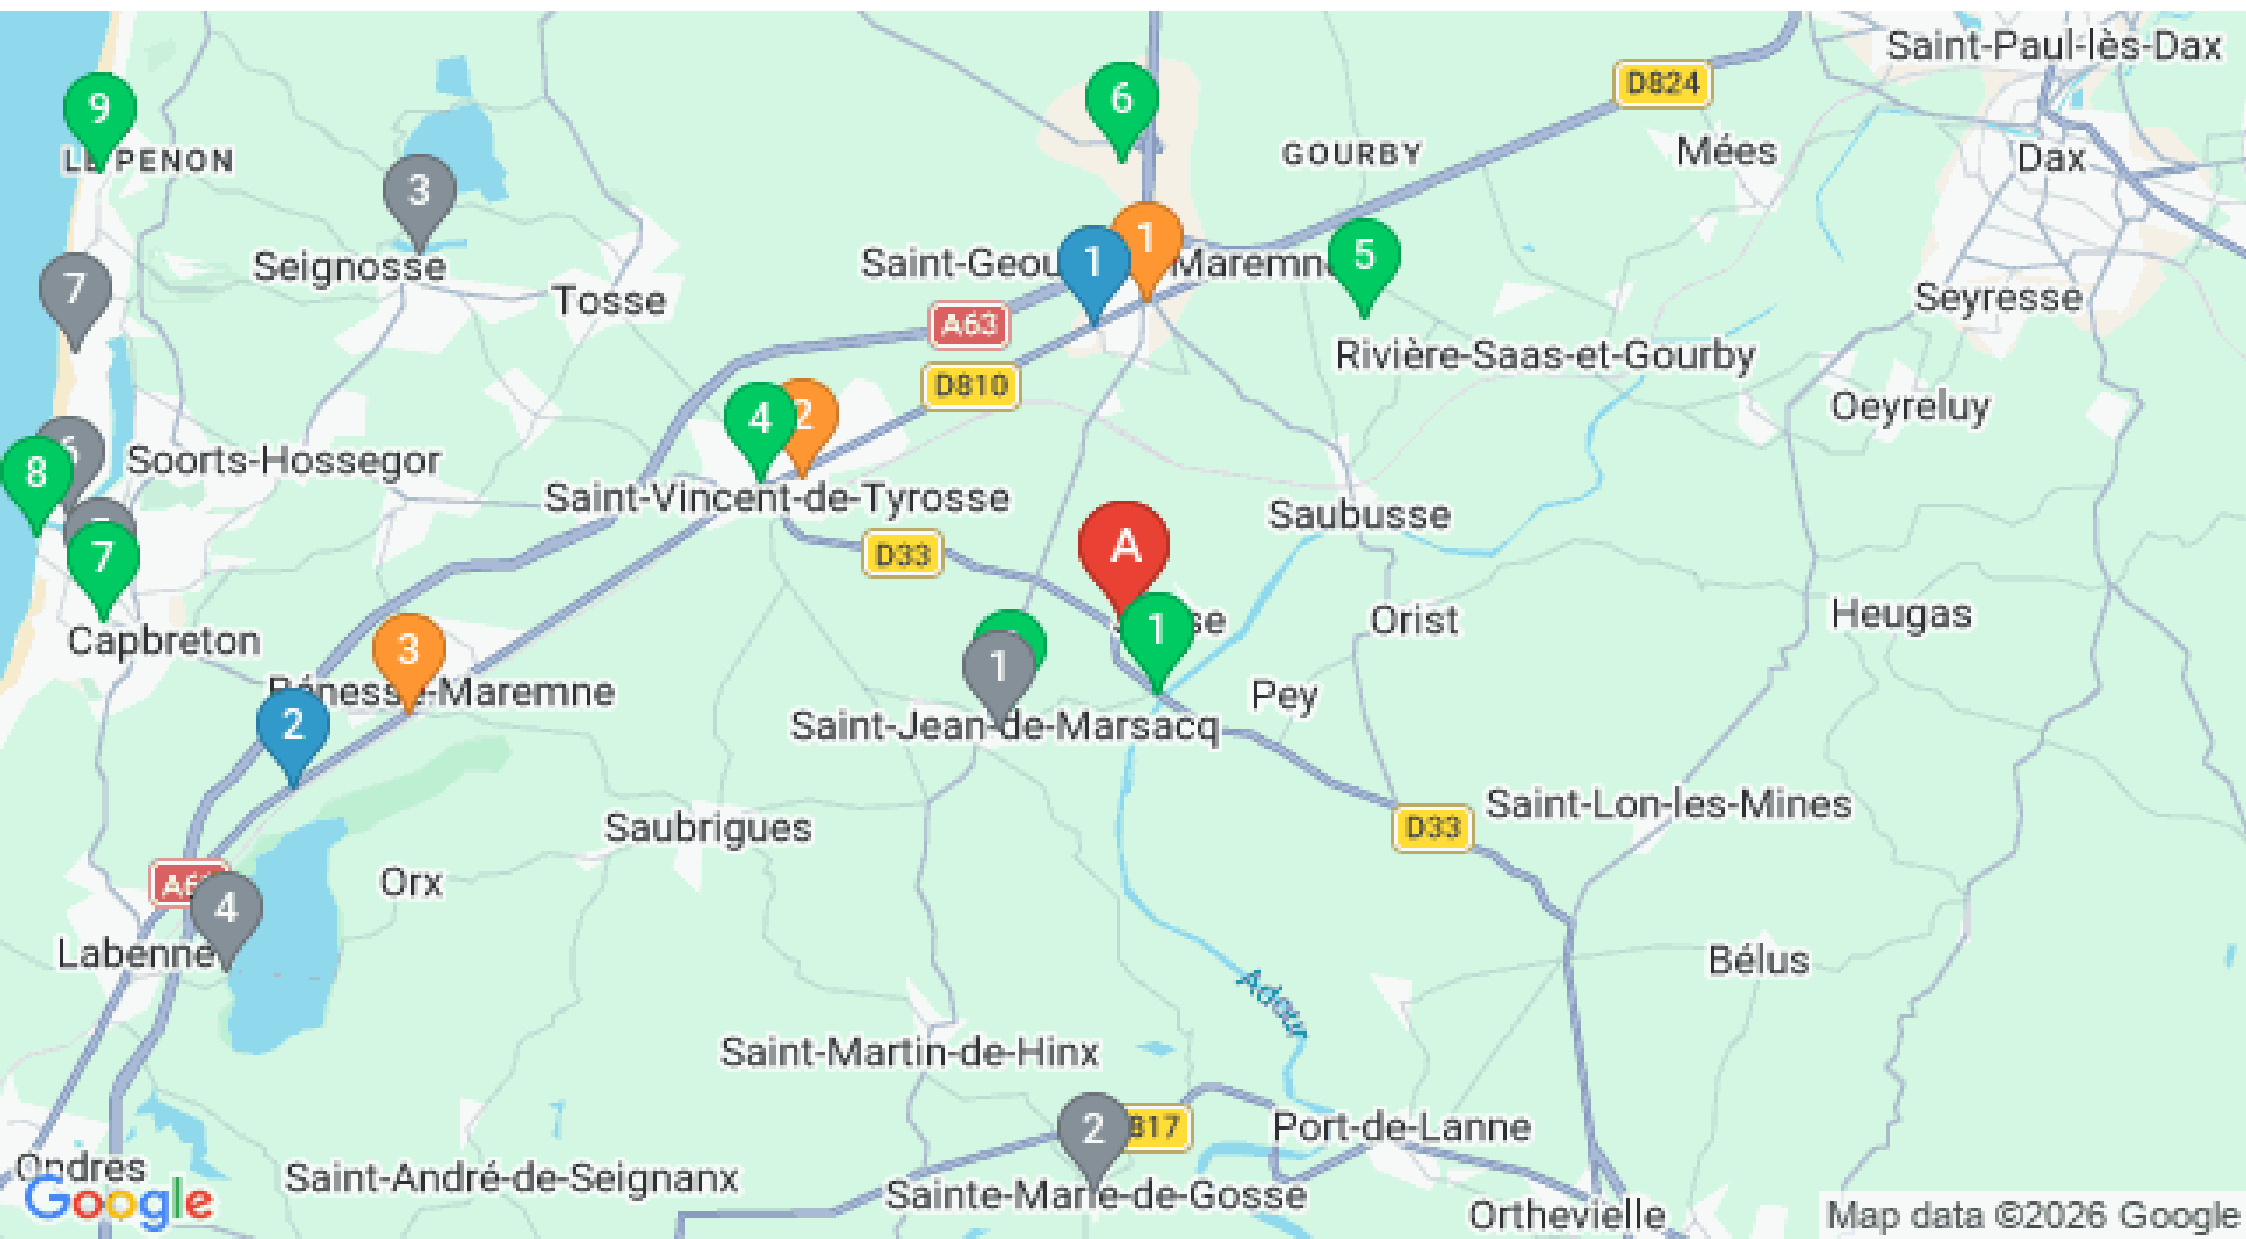 Saint-Paul-lès-Dax
D824
9
6
LE PENON
GOURBY
Mées
Dax
3
Seignosse
Tosse
7
1
1
5
A63
Seyresse
Rivière-Saas-et-Gourby
D810
4
2
Oeyreluy
6
8
Soorts-Hossegor
Saint-Vincent-de-Tyrosse
Saubusse
D33
A
7
1
Orist
Heugas
Capbreton
3
1
Pey
2
Saint-Jean-de-Marsacq
Saint-Lon-les-Mines
Saubrigues
D33
Orx
4
Labenne
Bélus
Adour
Saint-Martin-de-Hinx
2
Port-de-Lanne
Ondres
Saint-André-de-Seignanx
Sainte-Marie-de-Gosse
Orthevielle
Google
Map data ©2026 Google